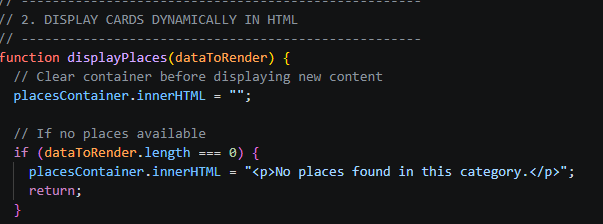 // --------------------------------------------------
// 2. DISPLAY CARDS DYNAMICALLY IN HTML
// --------------------------------------------------
function displayPlaces(dataToRender) {
  // Clear container before displaying new content
  placesContainer.innerHTML = "";

  // If no places available
  if (dataToRender.length === 0) {
    placesContainer.innerHTML = "<p>No places found in this category.</p>";
    return;
  }